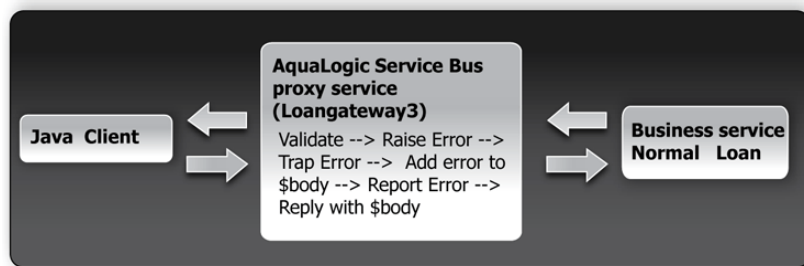 Java Client
AquaLogic Service Bus
proxy service
(Loangateway3)
Validate --> Raise Error -->
Trap Error --> Add error to
$body --> Report Error -->
Reply with $body
Business service
Normal Loan